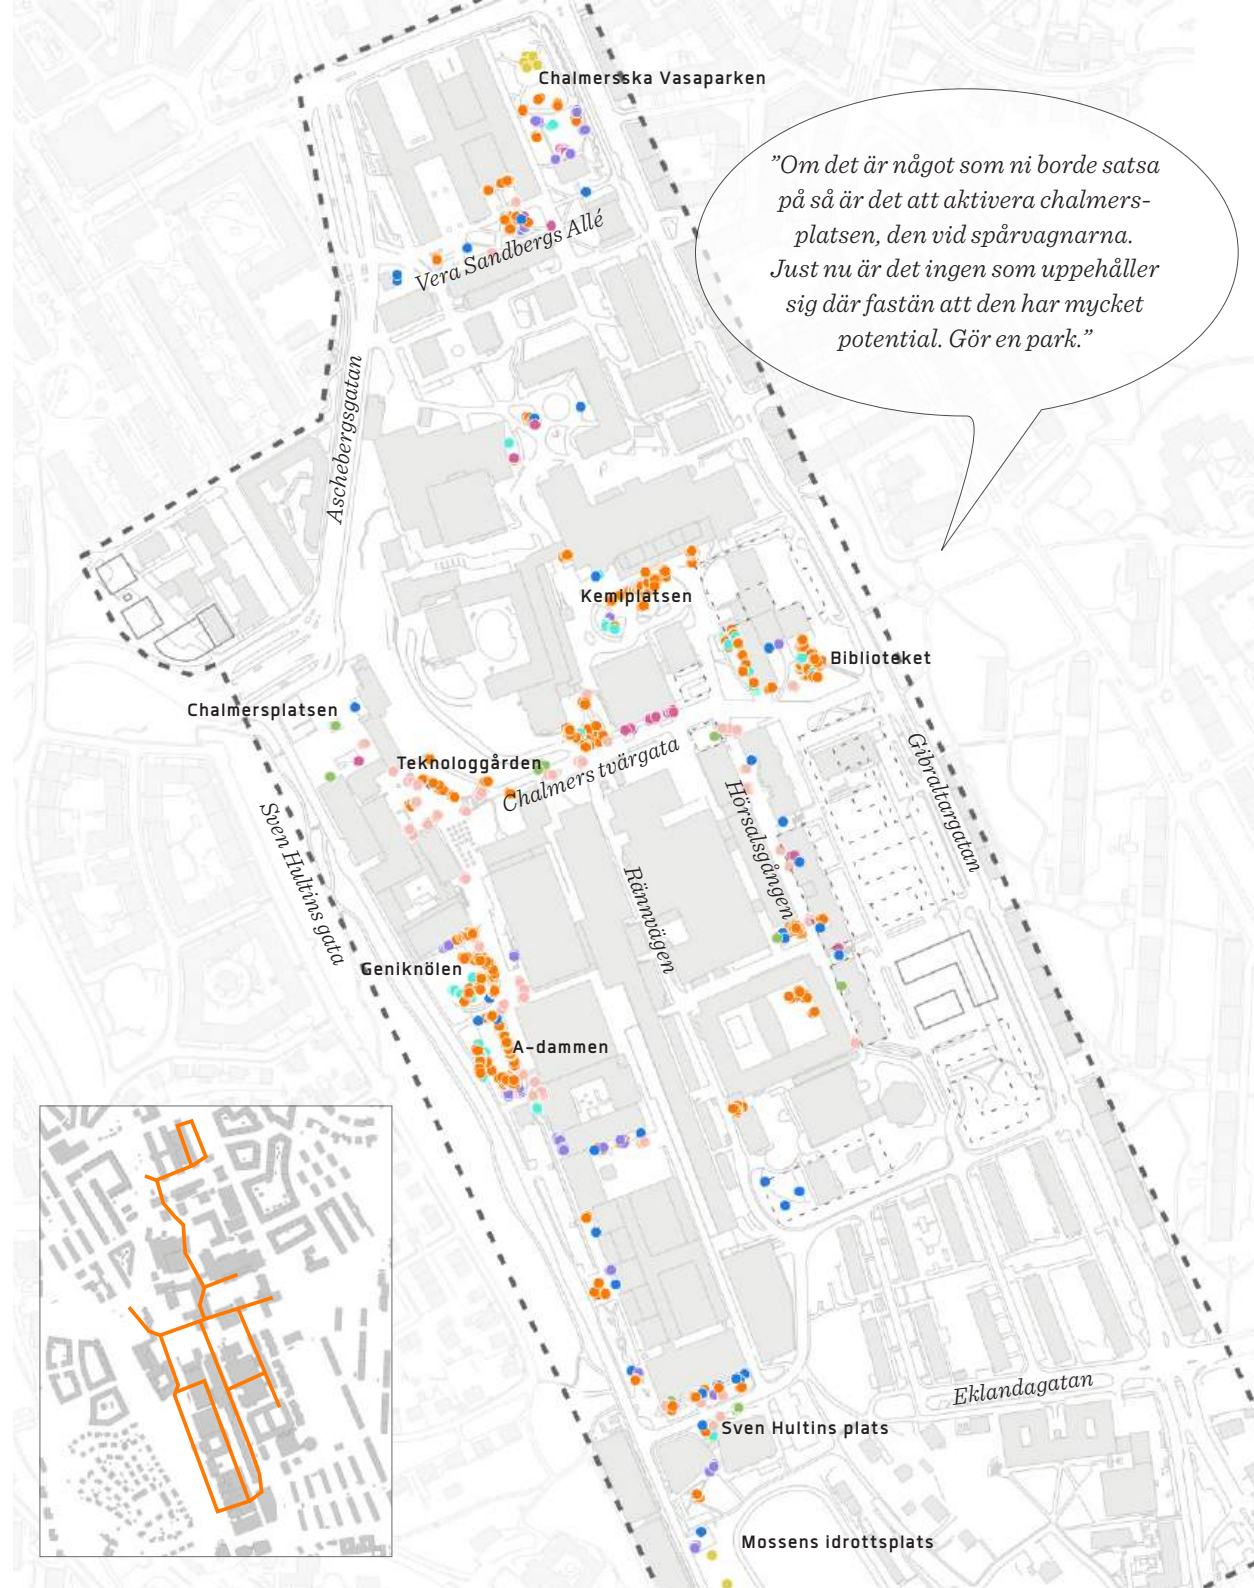 Chalmersska Vasaparken
”Om det är något som ni borde satsa
på så är det att aktivera chalmers-
platsen, den vid spårvagnarna.
Just nu är det ingen som uppehåller
sig där fastän att den har mycket
potential. Gör en park.”
Vera Sandbergs Allé
Aschebergsgatan
Kemiplatsen
Biblioteket
Chalmersplatsen
Teknologgården
Chalmers tvärgata
Gibraltargatan
Hörsalsgången
Sven Hultins gata
Rännvägen
Geniknölen
A-dammen
Eklandagatan
Sven Hultins plats
Mossens idrottsplats